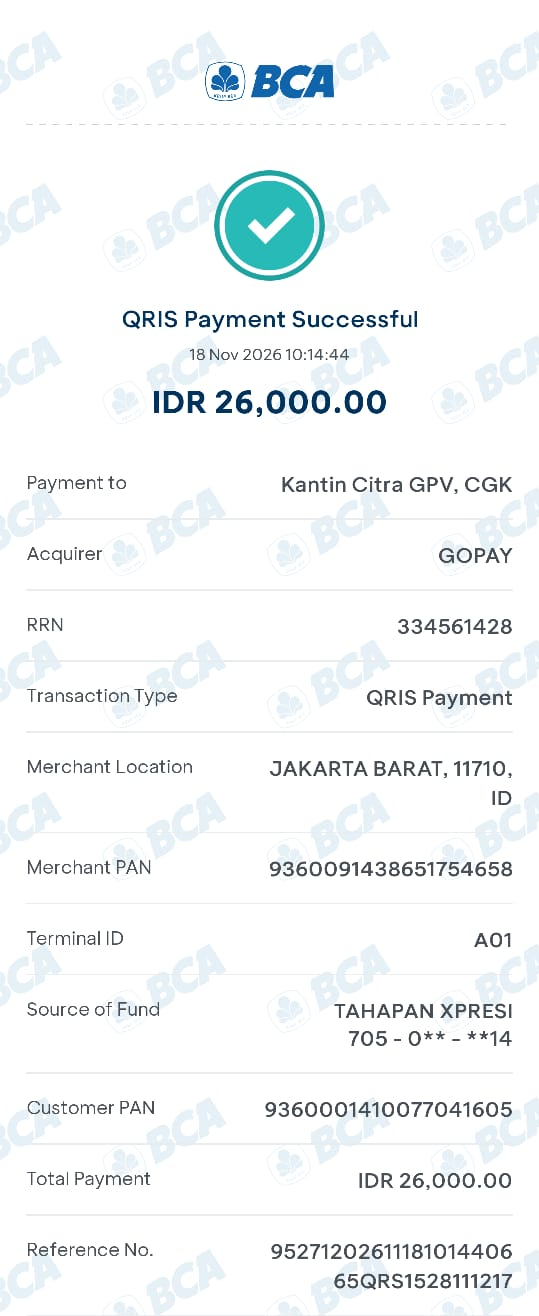 BCA
QRIS Payment Successful
18 Nov 2026 10:14:44
IDR 26,000.00
Payment to
Kantin Citra GPV, CGK
Acquirer
GOPAY
RRN
334561428
Transaction Type
QRIS Payment
Merchant Location
JAKARTA BARAT, 11710,
ID
Merchant PAN
9360091438651754658
Terminal ID
A01
Source of Fund
TAHAPAN XPRESI
705 - 0** - **14
Customer PAN
9360001410077041605
Total Payment
IDR 26,000.00
Reference No.
95271202611181014406
65QRS1528111217